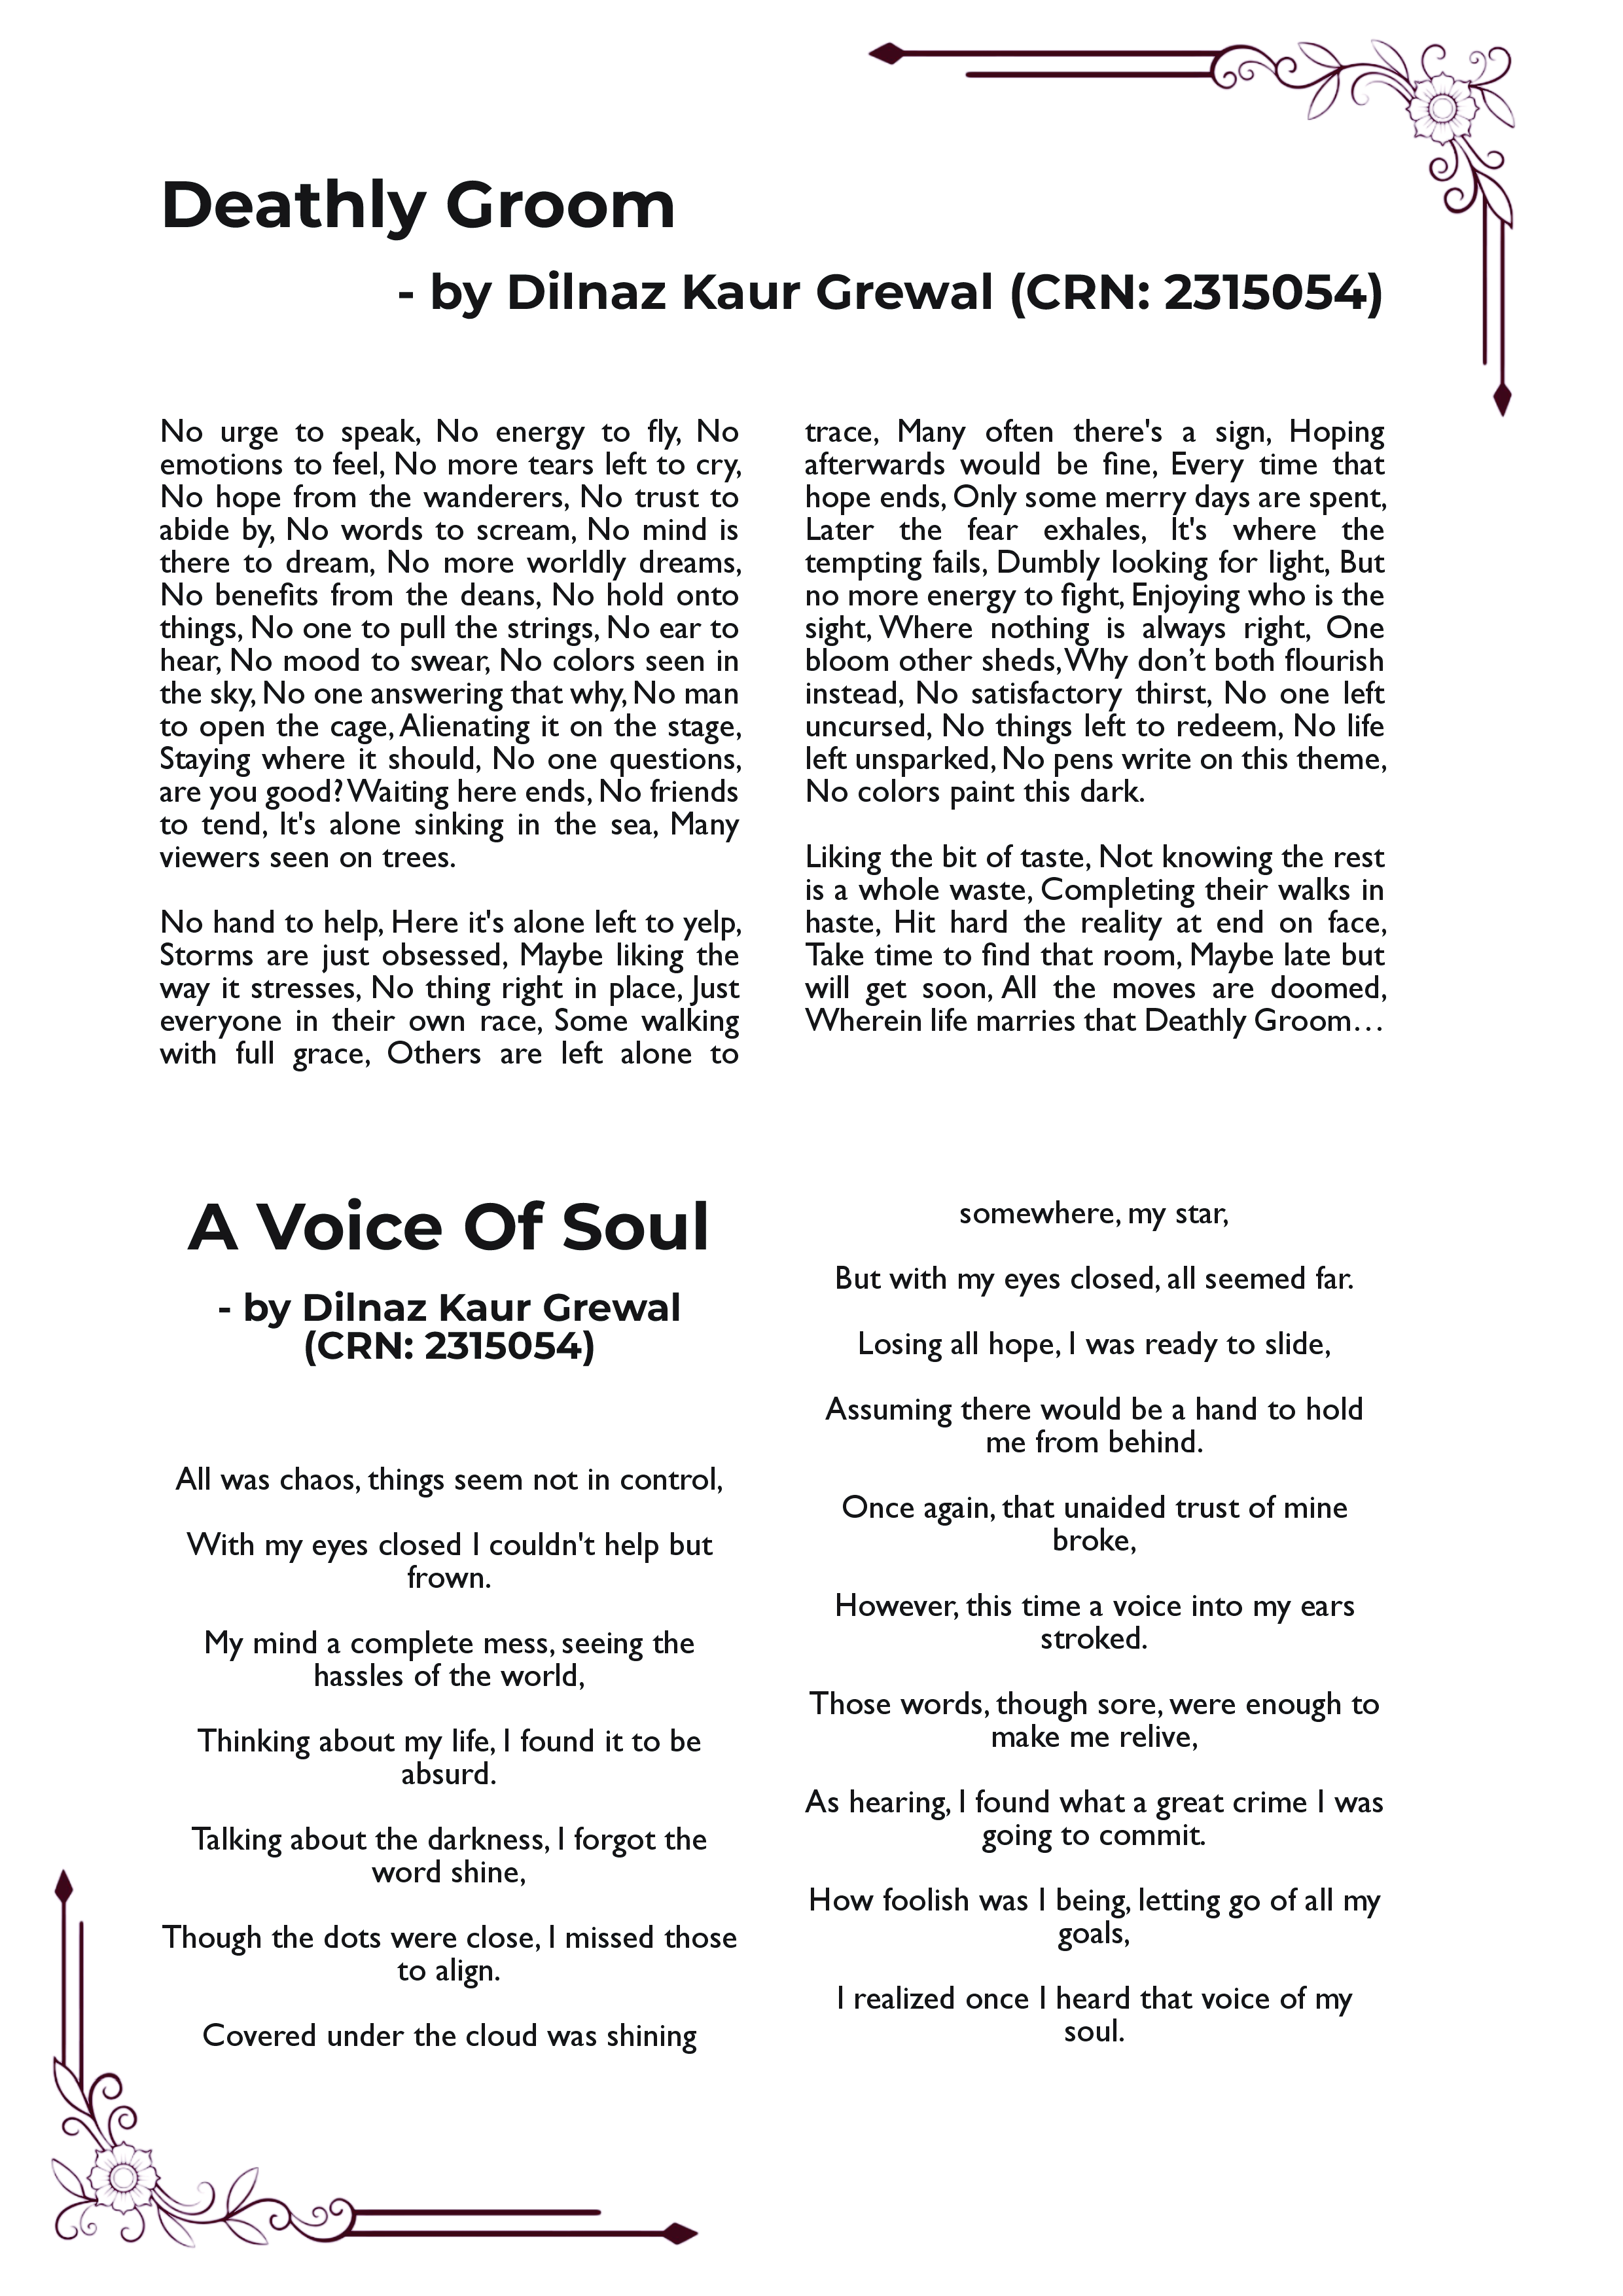 Deathly Groom
- by Dilnaz Kaur Grewal (CRN: 2315054)
No urge to speak, No energy to fly, No
emotions to feel, No more tears left to cry,
No hope from the wanderers, No trust to
abide by, No words to scream, No mind is
there to dream, No more worldly dreams,
No benefits from the deans, No hold onto
things, No one to pull the strings, No ear to
hear, No mood to swear, No colors seen in
the sky, No one answering that why, No man
to open the cage, Alienating it on the stage,
Staying where it should, No one questions,
are you good? Waiting here ends, No friends
to tend, It's alone sinking in the sea, Many
viewers seen on trees.
No hand to help, Here it's alone left to yelp,
Storms are just obsessed, Maybe liking the
way it stresses, No thing right in place, Just
everyone in their own race, Some walking
with full grace, Others are left alone to
trace, Many often there's a sign, Hoping
afterwards would be fine, Every time that
hope ends, Only some merry days are spent,
Later the fear exhales, It's where the
tempting fails, Dumbly looking for light, But
no more energy to fight, Enjoying who is the
sight, Where nothing is always right, One
bloom other sheds, Why don’t both flourish
instead, No satisfactory thirst, No one left
uncursed, No things left to redeem, No life
left unsparked, No pens write on this theme,
No colors paint this dark.
Liking the bit of taste, Not knowing the rest
is a whole waste, Completing their walks in
haste, Hit hard the reality at end on face,
Take time to find that room, Maybe late but
will get soon, All the moves are doomed,
Wherein life marries that Deathly Groom…
A Voice Of Soul
- by Dilnaz Kaur Grewal
(CRN: 2315054)
All was chaos, things seem not in control,
With my eyes closed I couldn't help but
frown.
My mind a complete mess, seeing the
hassles of the world,
Thinking about my life, I found it to be
absurd.
Talking about the darkness, I forgot the
word shine,
Though the dots were close, I missed those
to align.
Covered under the cloud was shining
somewhere, my star,
But with my eyes closed, all seemed far.
Losing all hope, I was ready to slide,
Assuming there would be a hand to hold
me from behind.
Once again, that unaided trust of mine
broke,
However, this time a voice into my ears
stroked.
Those words, though sore, were enough to
make me relive,
As hearing, I found what a great crime I was
going to commit.
How foolish was I being, letting go of all my
goals,
I realized once I heard that voice of my
soul.